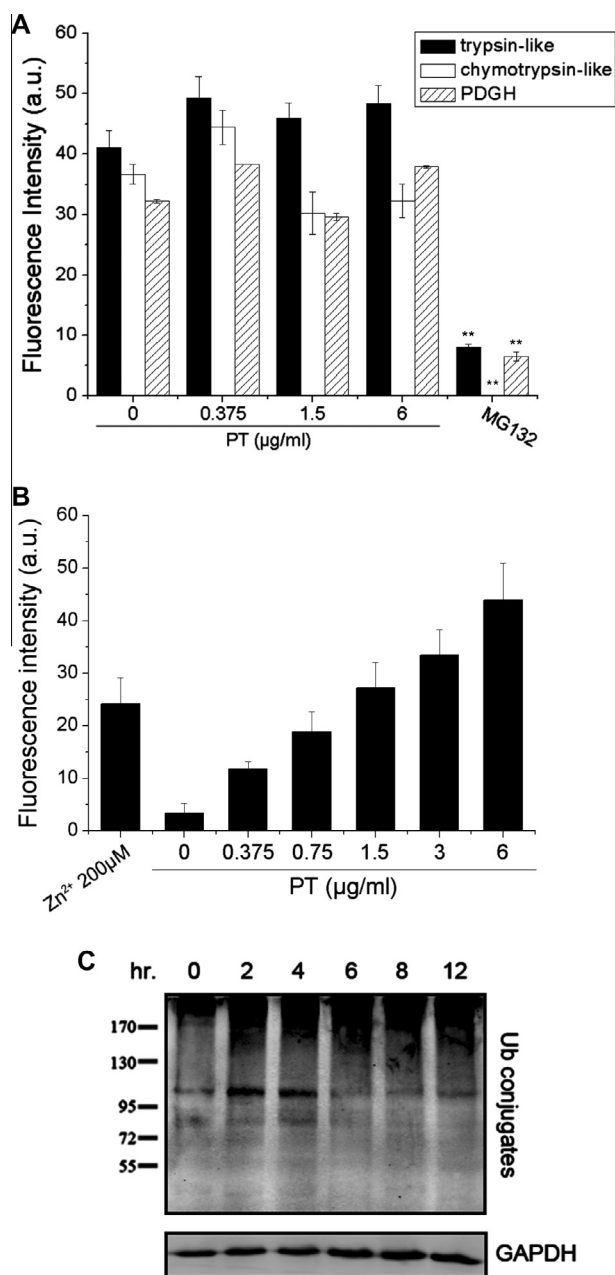 A
Fluorescence Intensity (a.u.)
60
50
40
30
20
10
0
trypsin-like
chymotrypsin-like
PDGH
** ** **
0 0.375 1.5 6 MG132
PT (μg/ml)
B
Fluorescence intensity (a.u.)
60
50
40
30
20
10
0
Zn²⁺ 200μM 0 0.375 0.75 1.5 3 6
PT (μg/ml)
C
hr. 0 2 4 6 8 12
170
130
95
72
55
Ub conjugates
GAPDH